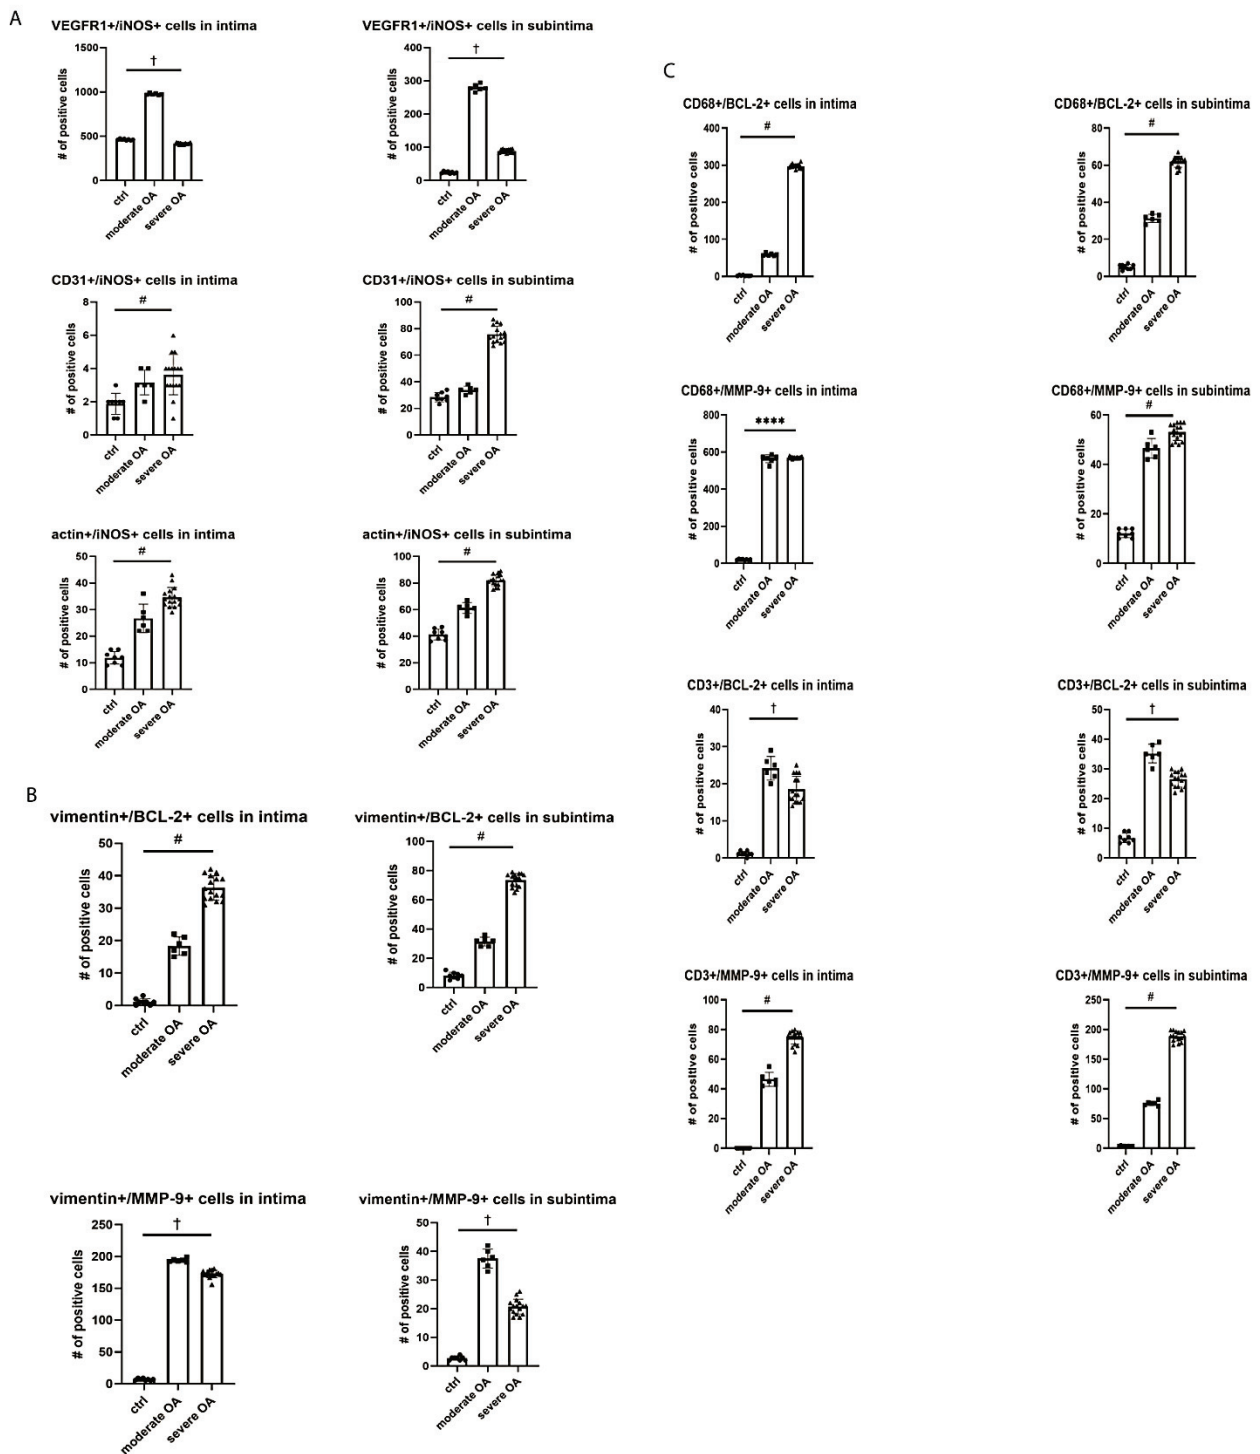 A
VEGFR1+/iNOS+ cells in intima
# of positive cells
1500
1000
500
0
†
ctrl
moderate OA
severe OA
VEGFR1+/iNOS+ cells in subintima
# of positive cells
400
300
200
100
0
†
ctrl
moderate OA
severe OA
CD31+/iNOS+ cells in intima
# of positive cells
8
6
4
2
0
#
ctrl
moderate OA
severe OA
CD31+/iNOS+ cells in subintima
# of positive cells
100
80
60
40
20
0
#
ctrl
moderate OA
severe OA
actin+/iNOS+ cells in intima
# of positive cells
50
40
30
20
10
0
#
ctrl
moderate OA
severe OA
actin+/iNOS+ cells in subintima
# of positive cells
100
80
60
40
20
0
#
ctrl
moderate OA
severe OA
B
vimentin+/BCL-2+ cells in intima
# of positive cells
50
40
30
20
10
0
#
ctrl
moderate OA
severe OA
vimentin+/BCL-2+ cells in subintima
# of positive cells
100
80
60
40
20
0
#
ctrl
moderate OA
severe OA
vimentin+/MMP-9+ cells in intima
# of positive cells
250
200
150
100
50
0
†
ctrl
moderate OA
severe OA
vimentin+/MMP-9+ cells in subintima
# of positive cells
50
40
30
20
10
0
†
ctrl
moderate OA
severe OA
C
CD68+/BCL-2+ cells in intima
# of positive cells
400
300
200
100
0
#
ctrl
moderate OA
severe OA
CD68+/BCL-2+ cells in subintima
# of positive cells
80
60
40
20
0
#
ctrl
moderate OA
severe OA
CD68+/MMP-9+ cells in intima
# of positive cells
800
600
400
200
0
****
ctrl
moderate OA
severe OA
CD68+/MMP-9+ cells in subintima
# of positive cells
60
40
20
0
#
ctrl
moderate OA
severe OA
CD3+/BCL-2+ cells in intima
# of positive cells
40
30
20
10
0
†
ctrl
moderate OA
severe OA
CD3+/BCL-2+ cells in subintima
# of positive cells
50
40
30
20
10
0
†
ctrl
moderate OA
severe OA
CD3+/MMP-9+ cells in intima
# of positive cells
100
80
60
40
20
0
#
ctrl
moderate OA
severe OA
CD3+/MMP-9+ cells in subintima
# of positive cells
250
200
150
100
50
0
#
ctrl
moderate OA
severe OA